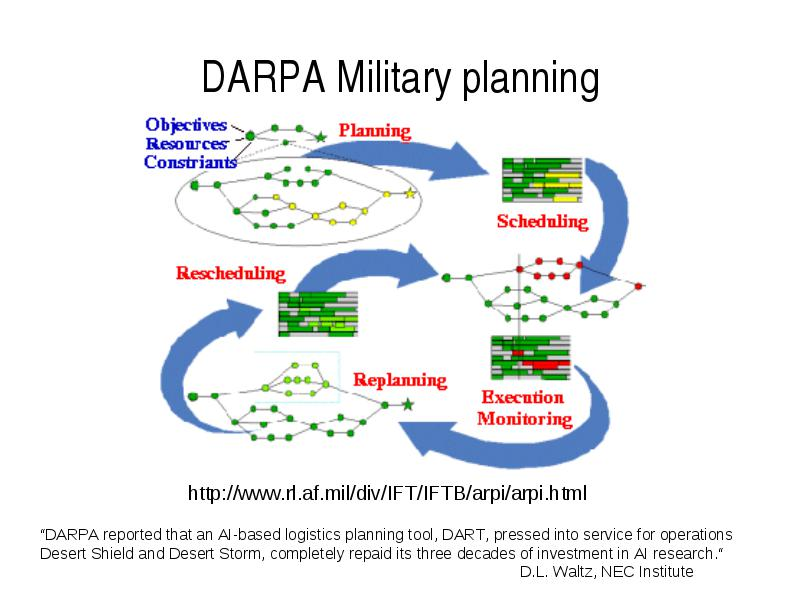 DARPA Military planning
Objectives
Resources
Constriants
Planning
Scheduling
Rescheduling
Replanning
Execution
Monitoring
http://www.rl.af.mil/div/IFT/IFTB/arpi/arpi.html
“DARPA reported that an AI-based logistics planning tool, DART, pressed into service for operations
Desert Shield and Desert Storm, completely repaid its three decades of investment in AI research.“
D.L. Waltz, NEC Institute